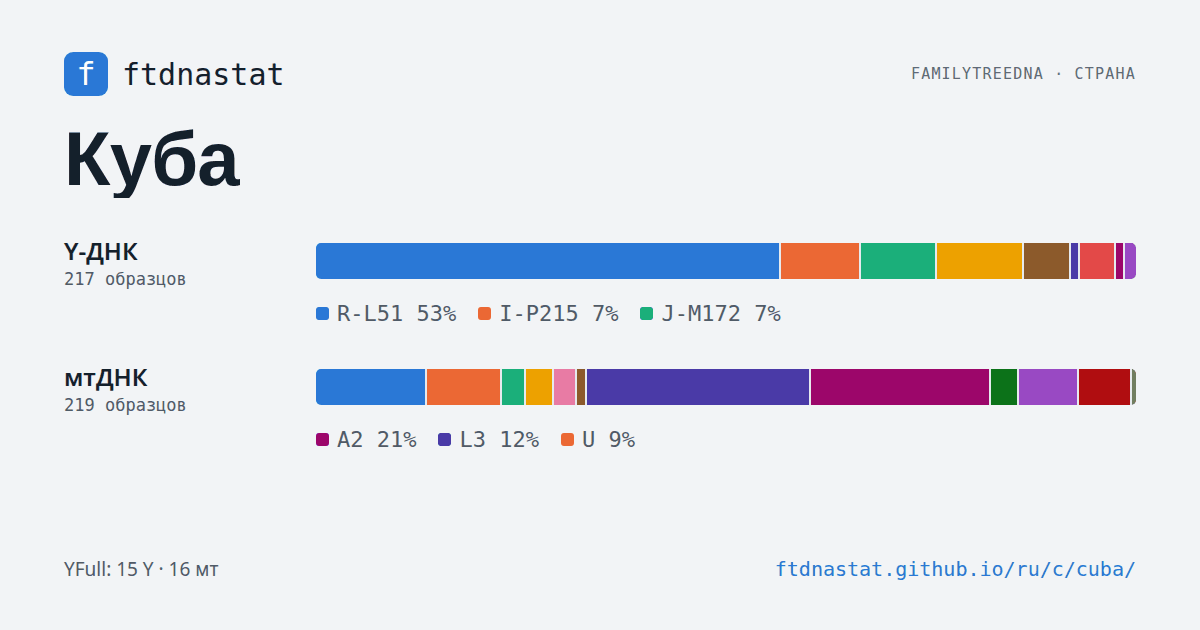 f ftdnastat
FAMILYTREEDNA · СТРАНА
Куба
Y-ДНК
217 образцов
R-L51 53% I-P215 7% J-M172 7%
мтДНК
219 образцов
A2 21% L3 12% U 9%
YFull: 15 Y · 16 мт
ftdnastat.github.io/ru/c/cuba/